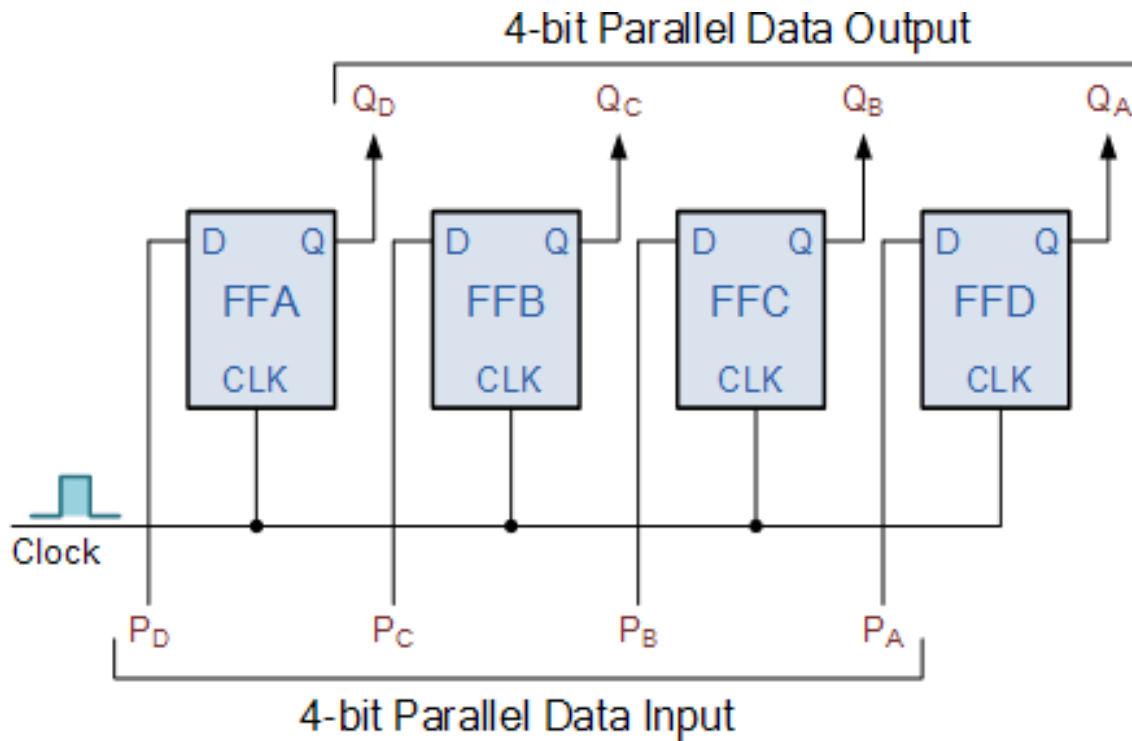 4-bit Parallel Data Output
QD QC QB QA
D Q D Q D Q D Q
FFA FFB FFC FFD
CLK CLK CLK CLK
Clock
PD PC PB PA
4-bit Parallel Data Input